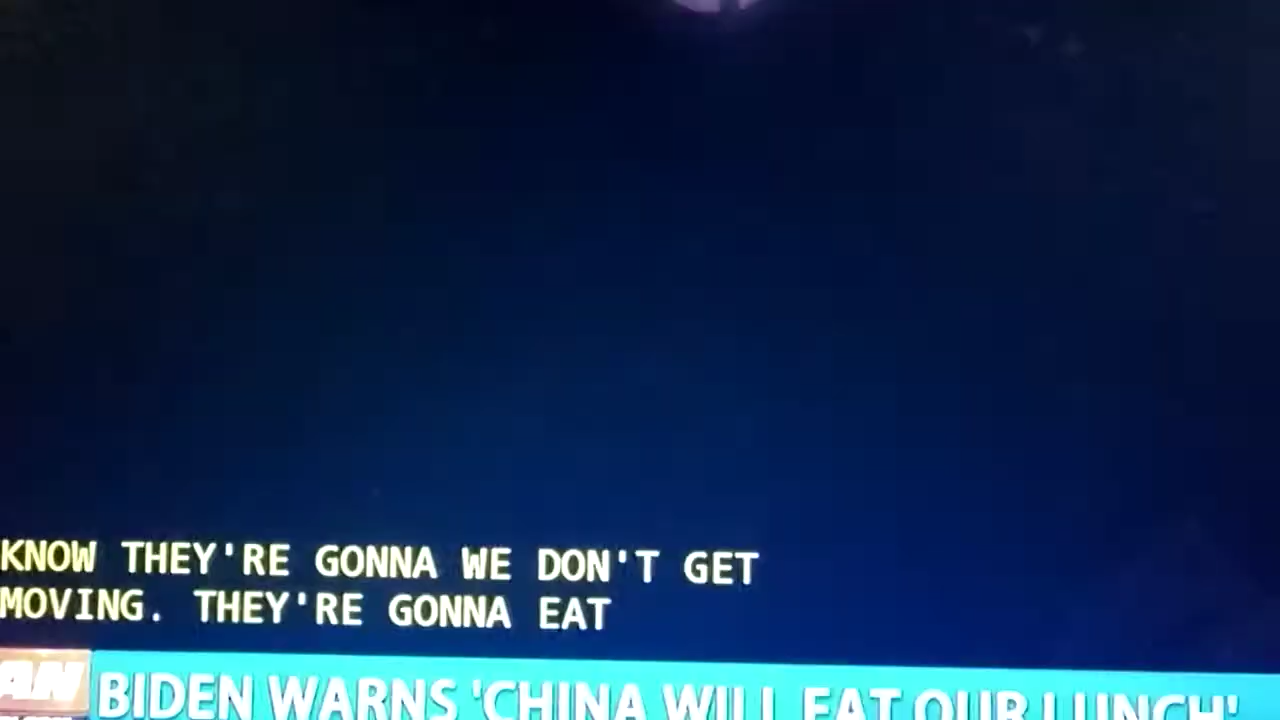 KNOW THEY'RE GONNA WE DON'T GET
MOVING. THEY'RE GONNA EAT
AN
BIDEN WARNS 'CHINA WILL EAT OUR LUNCH'